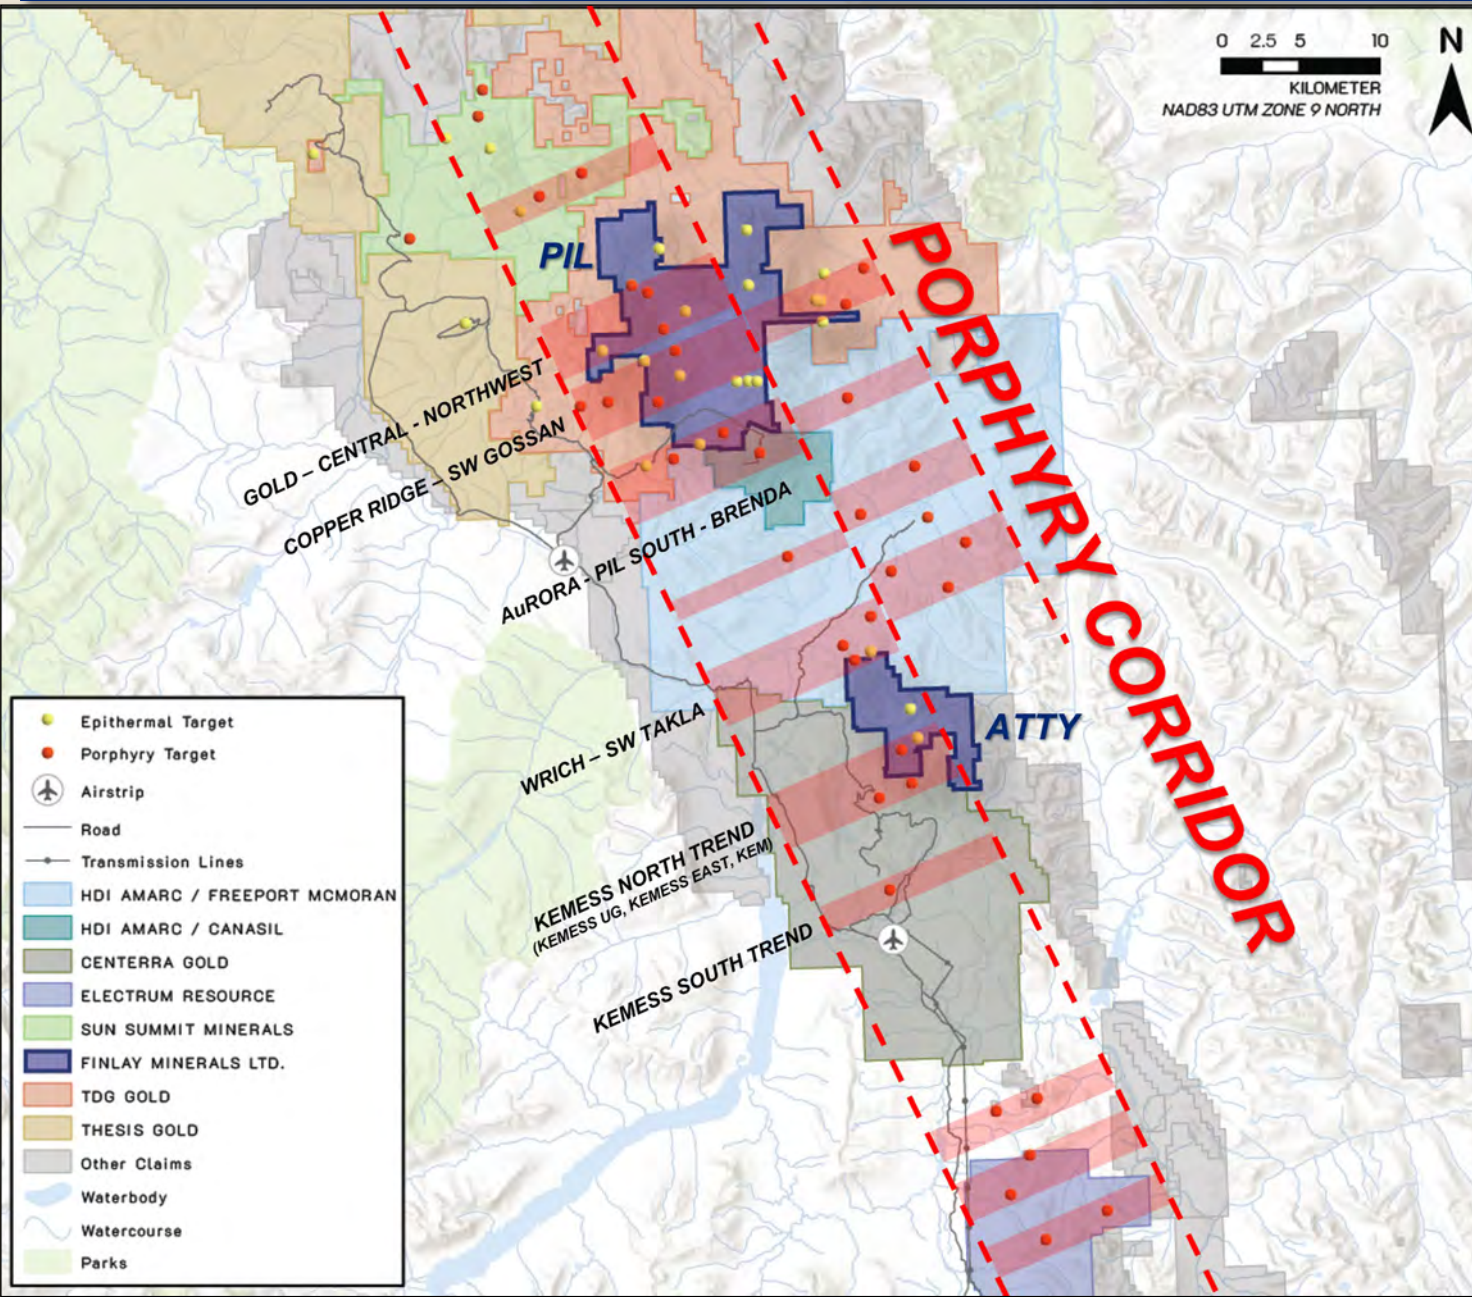 0 2.5 5 10
KILOMETER
NAD83 UTM ZONE 9 NORTH
N
PORPHYRY CORRIDOR
PIL
GOLD – CENTRAL - NORTHWEST
COPPER RIDGE – SW GOSSAN
AuRORA - PIL SOUTH - BRENDA
ATTY
WRICH – SW TAKLA
KEMESS NORTH TREND
(KEMESS UG, KEMESS EAST, KEM)
KEMESS SOUTH TREND
Epithermal Target
Porphyry Target
Airstrip
Road
Transmission Lines
HDI AMARC / FREEPORT MCMORAN
HDI AMARC / CANASIL
CENTERRA GOLD
ELECTRUM RESOURCE
SUN SUMMIT MINERALS
FINLAY MINERALS LTD.
TDG GOLD
THESIS GOLD
Other Claims
Waterbody
Watercourse
Parks